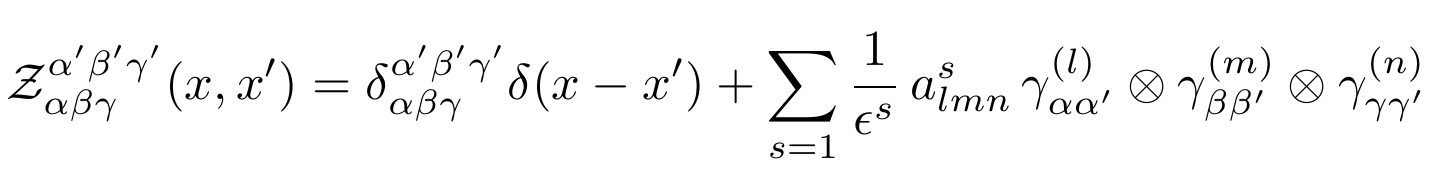 $\mathcal{Z}_{\alpha\beta\gamma}^{\alpha'\beta'\gamma'}(x,x') = \delta_{\alpha\beta\gamma}^{\alpha'\beta'\gamma'}\delta(x-x') + \sum_{s=1} \frac{1}{\epsilon^s}\, a_{lmn}^{s}\, \gamma_{\alpha\alpha'}^{(l)} \otimes \gamma_{\beta\beta'}^{(m)} \otimes \gamma_{\gamma\gamma'}^{(n)}$